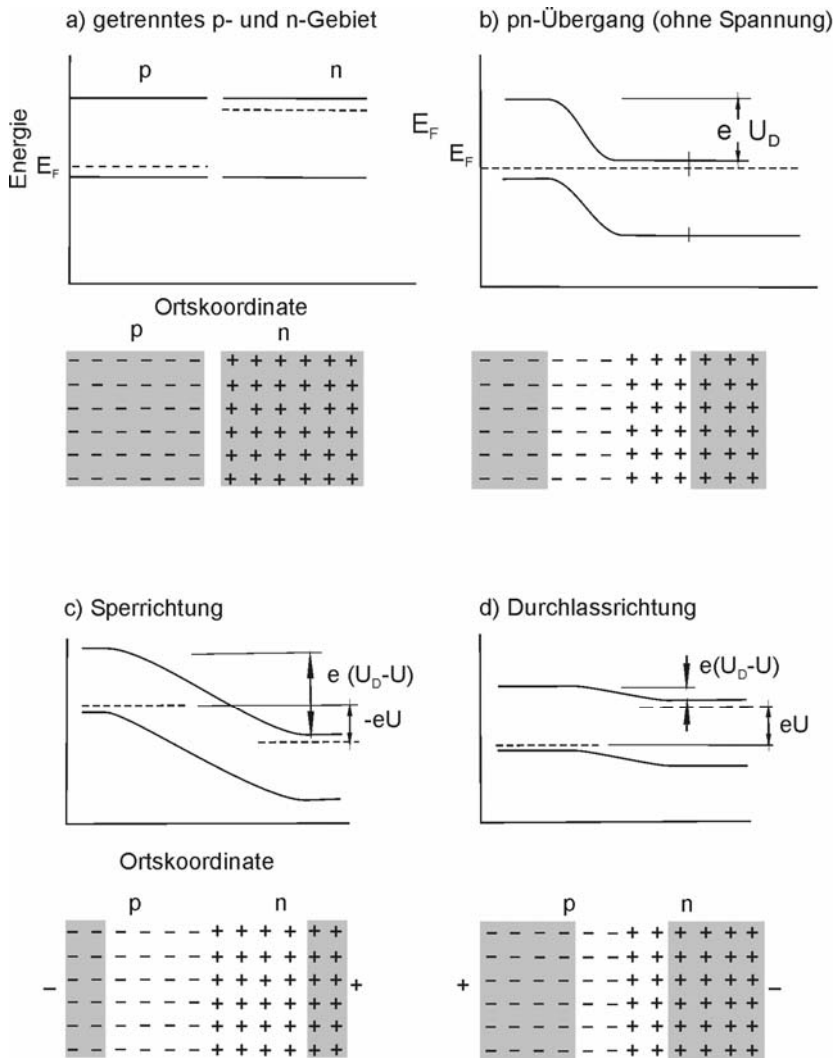 a) getrenntes p- und n-Gebiet
p
n
Energie
E_F
Ortskoordinate
p
n
− − − − − − + + + + + +
− − − − − − + + + + + +
− − − − − − + + + + + +
− − − − − − + + + + + +
− − − − − − + + + + + +
− − − − − − + + + + + +
b) pn-Übergang (ohne Spannung)
E_F
E_F
e U_D
− − − − − − + + + + + +
− − − − − − + + + + + +
− − − − − − + + + + + +
− − − − − − + + + + + +
− − − − − − + + + + + +
− − − − − − + + + + + +
c) Sperrichtung
e (U_D-U)
-eU
Ortskoordinate
p
n
− − − − − − + + + + + +
− − − − − − + + + + + +
− − − − − − − + + + + + + +
− − − − − − + + + + + +
− − − − − − + + + + + +
− − − − − − + + + + + +
d) Durchlassrichtung
e(U_D-U)
eU
p
n
− − − − − − + + + + + +
− − − − − − + + + + + +
+ − − − − − − + + + + + + −
− − − − − − + + + + + +
− − − − − − + + + + + +
− − − − − − + + + + + +